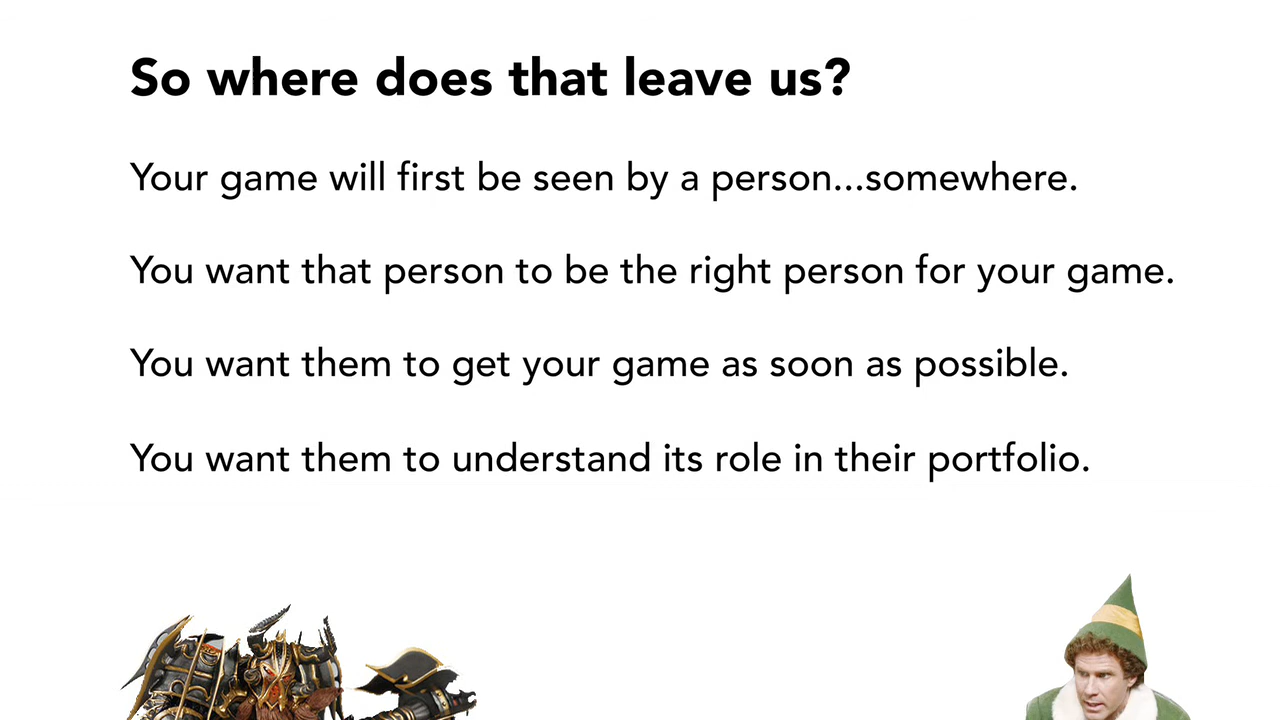 So where does that leave us?
Your game will first be seen by a person...somewhere.
You want that person to be the right person for your game.
You want them to get your game as soon as possible.
You want them to understand its role in their portfolio.